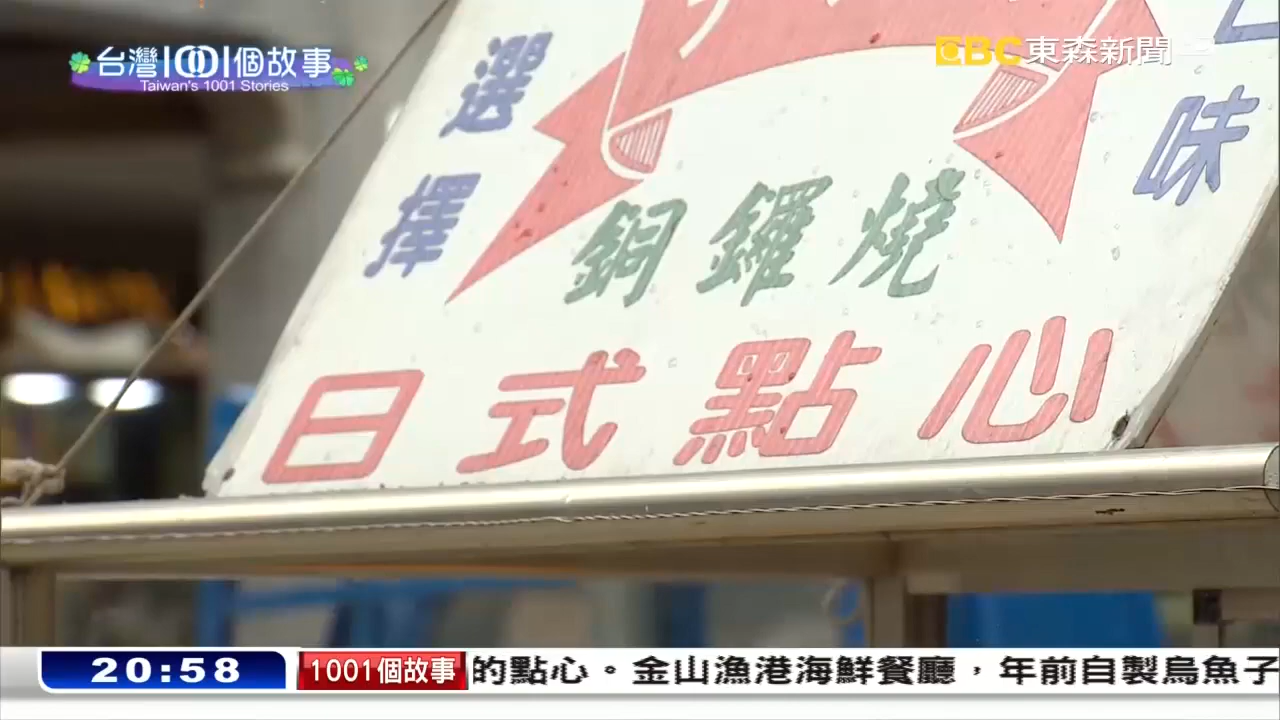 台灣1001個故事
Taiwan's 1001 Stories
EBC東森新聞
選擇
味
銅鑼燒
日式點心
20:58
1001個故事
的點心。金山漁港海鮮餐廳，年前自製烏魚子